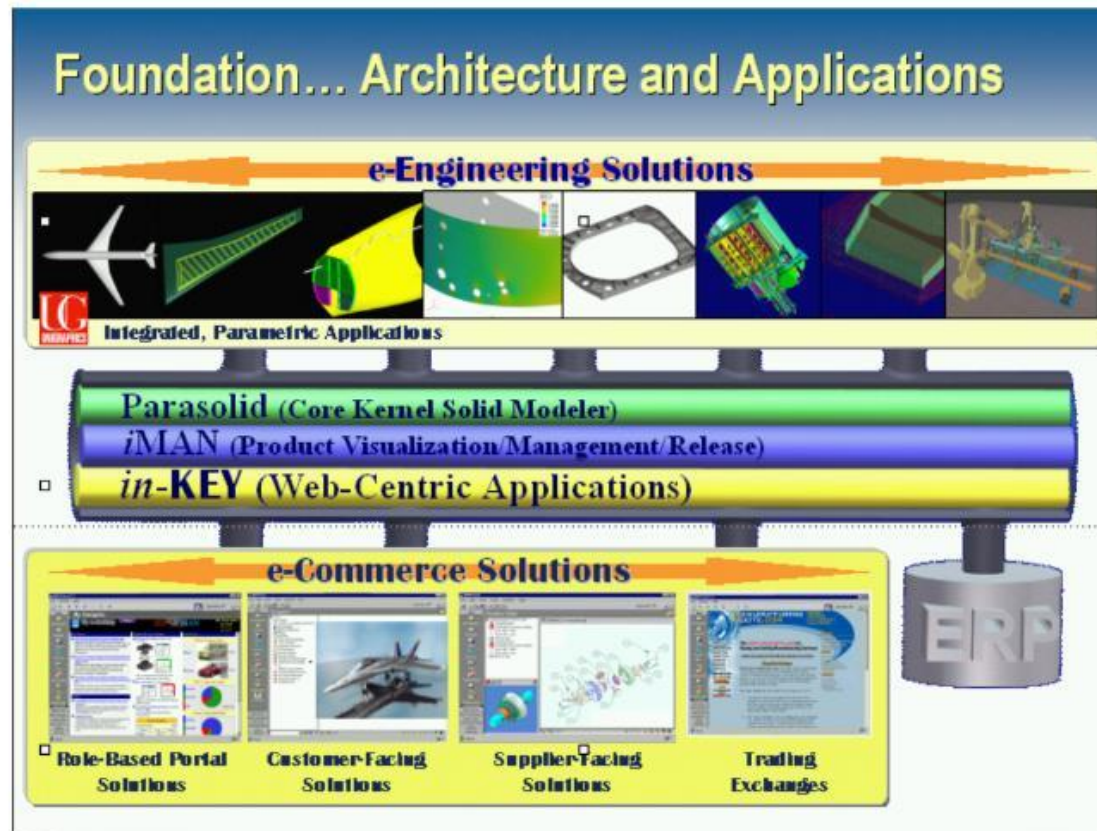 Foundation… Architecture and Applications
e-Engineering Solutions
UG
UNIGRAPHICS
Integrated, Parametric Applications
Parasolid (Core Kernel Solid Modeler)
iMAN (Product Visualization/Management/Release)
in-KEY (Web-Centric Applications)
e-Commerce Solutions
ERP
Role-Based Portal
Solutions
Customer-Facing
Solutions
Supplier-Facing
Solutions
Trading
Exchanges